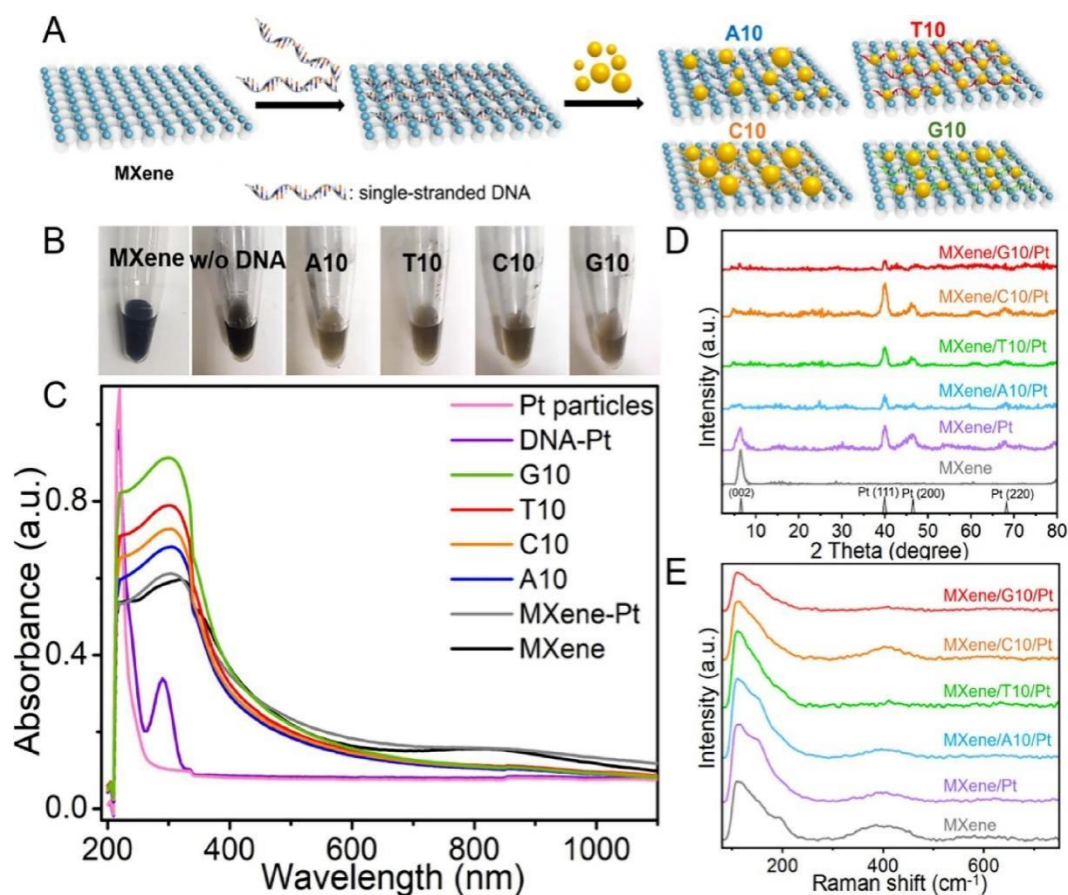 A
A10
T10
C10
G10
MXene
: single-stranded DNA
B
MXene
w/o DNA
A10
T10
C10
G10
C
Absorbance (a.u.)
0.8
0.4
0.0
200
400
600
800
1000
Wavelength (nm)
Pt particles
DNA-Pt
G10
T10
C10
A10
MXene-Pt
MXene
D
Intensity (a.u.)
MXene/G10/Pt
MXene/C10/Pt
MXene/T10/Pt
MXene/A10/Pt
MXene/Pt
MXene
(002)
Pt (111)
Pt (200)
Pt (220)
10
20
30
40
50
60
70
80
2 Theta (degree)
E
Intensity (a.u.)
MXene/G10/Pt
MXene/C10/Pt
MXene/T10/Pt
MXene/A10/Pt
MXene/Pt
MXene
200
400
600
Raman shift (cm⁻¹)